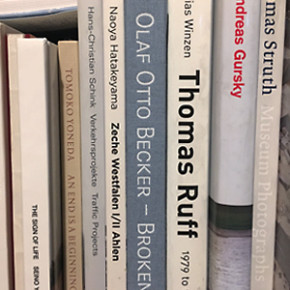 THE SIGN OF LIFE SEINO
TOMOKO YONEDA AN END IS A BEGINNING
Hans-Christian Schink Verkehrsprojekte Traffic Projects
Naoya Hatakeyama Zeche Westfalen I/II Ahlen
OLAF OTTO BECKER – BROKEN
Winzen
Thomas Ruff 1979 to
Andreas Gursky
Struth Museum Photographs